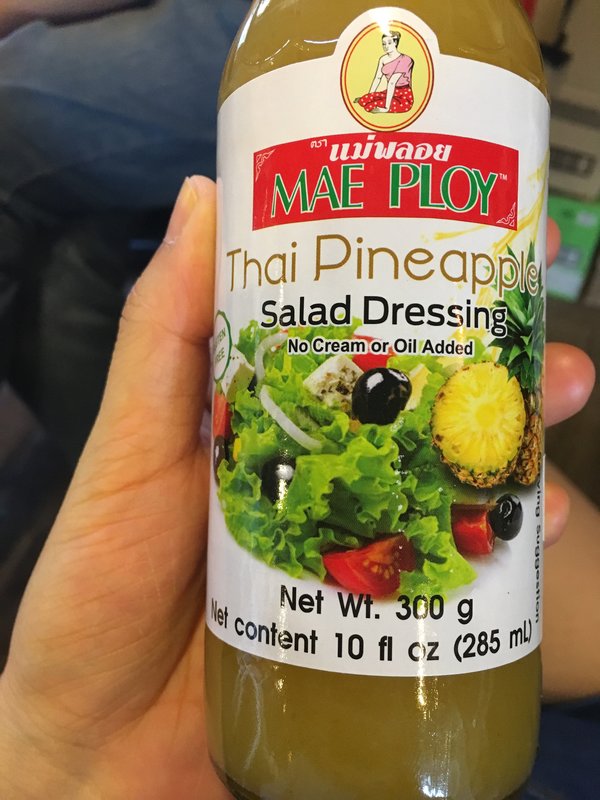 ตรา แม่พลอย
MAE PLOY™
Thai Pineapple
Salad Dressing
No Cream or Oil Added
Net Wt. 300 g
Net content 10 fl oz (285 mL)
suggestion